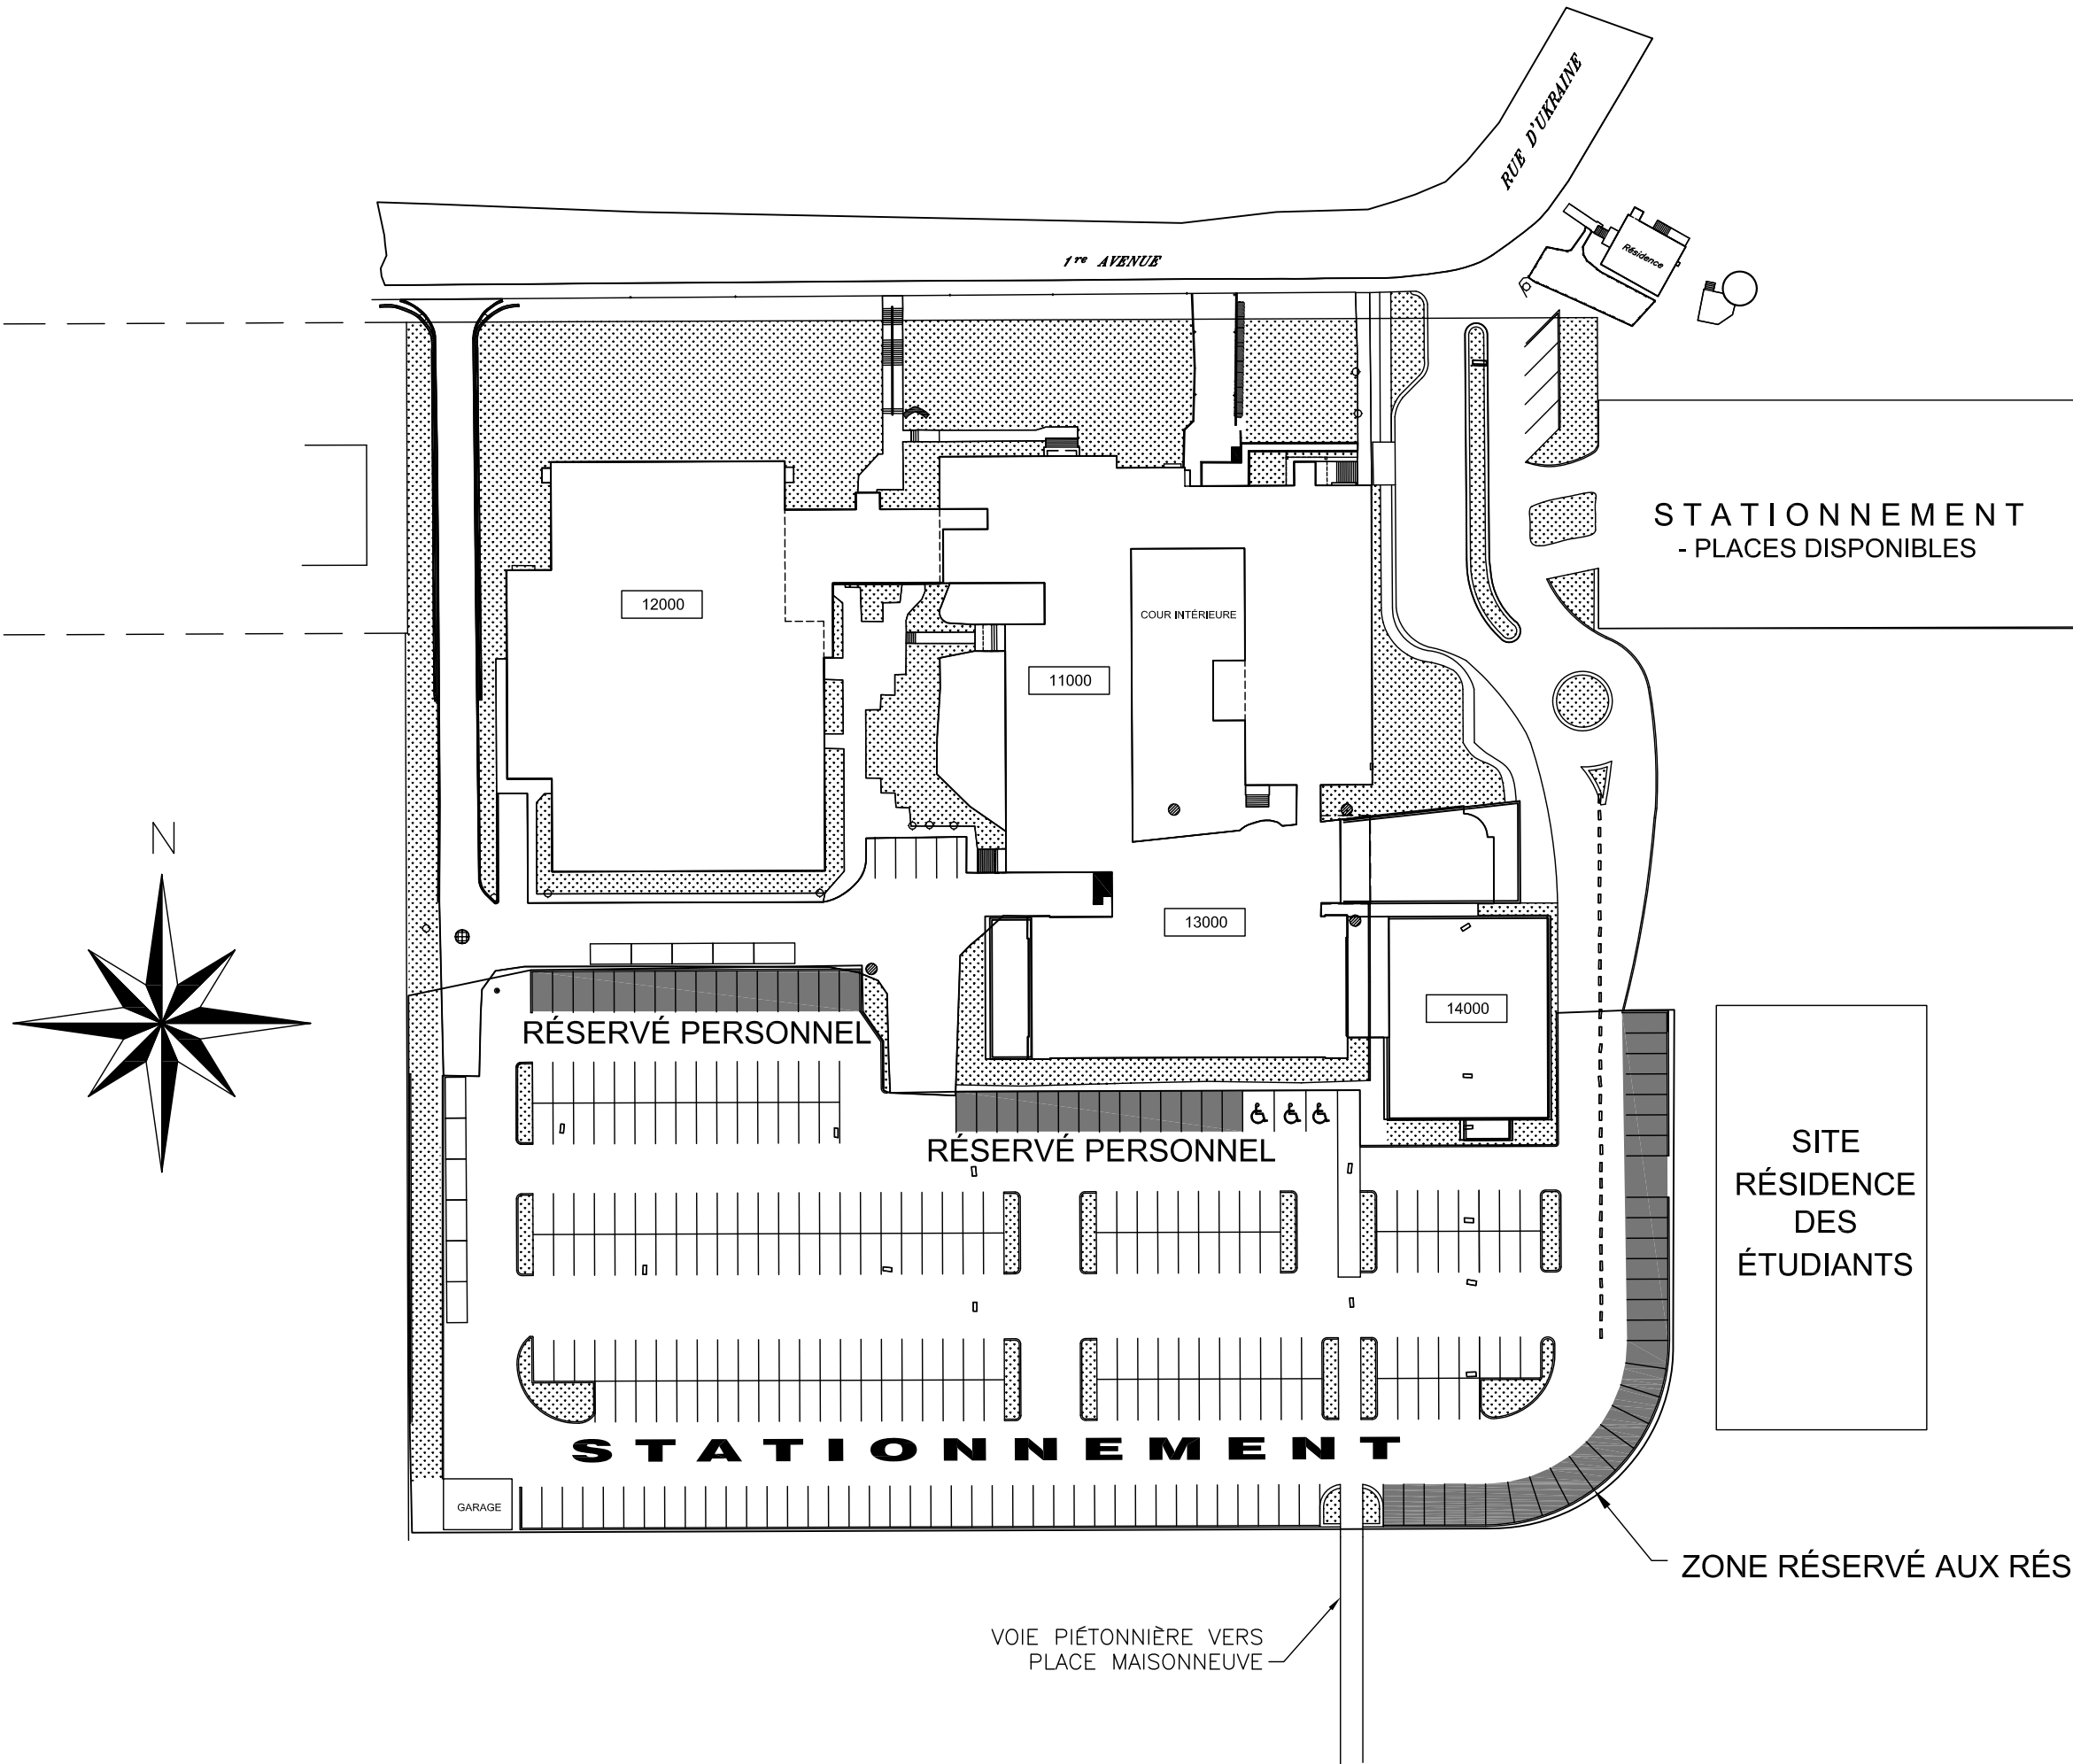 RUE D'UKRAINE
Résidence
1re AVENUE
STATIONNEMENT
- PLACES DISPONIBLES
12000
COUR INTÉRIEURE
11000
N
13000
14000
RÉSERVÉ PERSONNEL
RÉSERVÉ PERSONNEL
SITE
RÉSIDENCE
DES
ÉTUDIANTS
STATIONNEMENT
GARAGE
ZONE RÉSERVÉ AUX RÉS
VOIE PIÉTONNIÈRE VERS
PLACE MAISONNEUVE